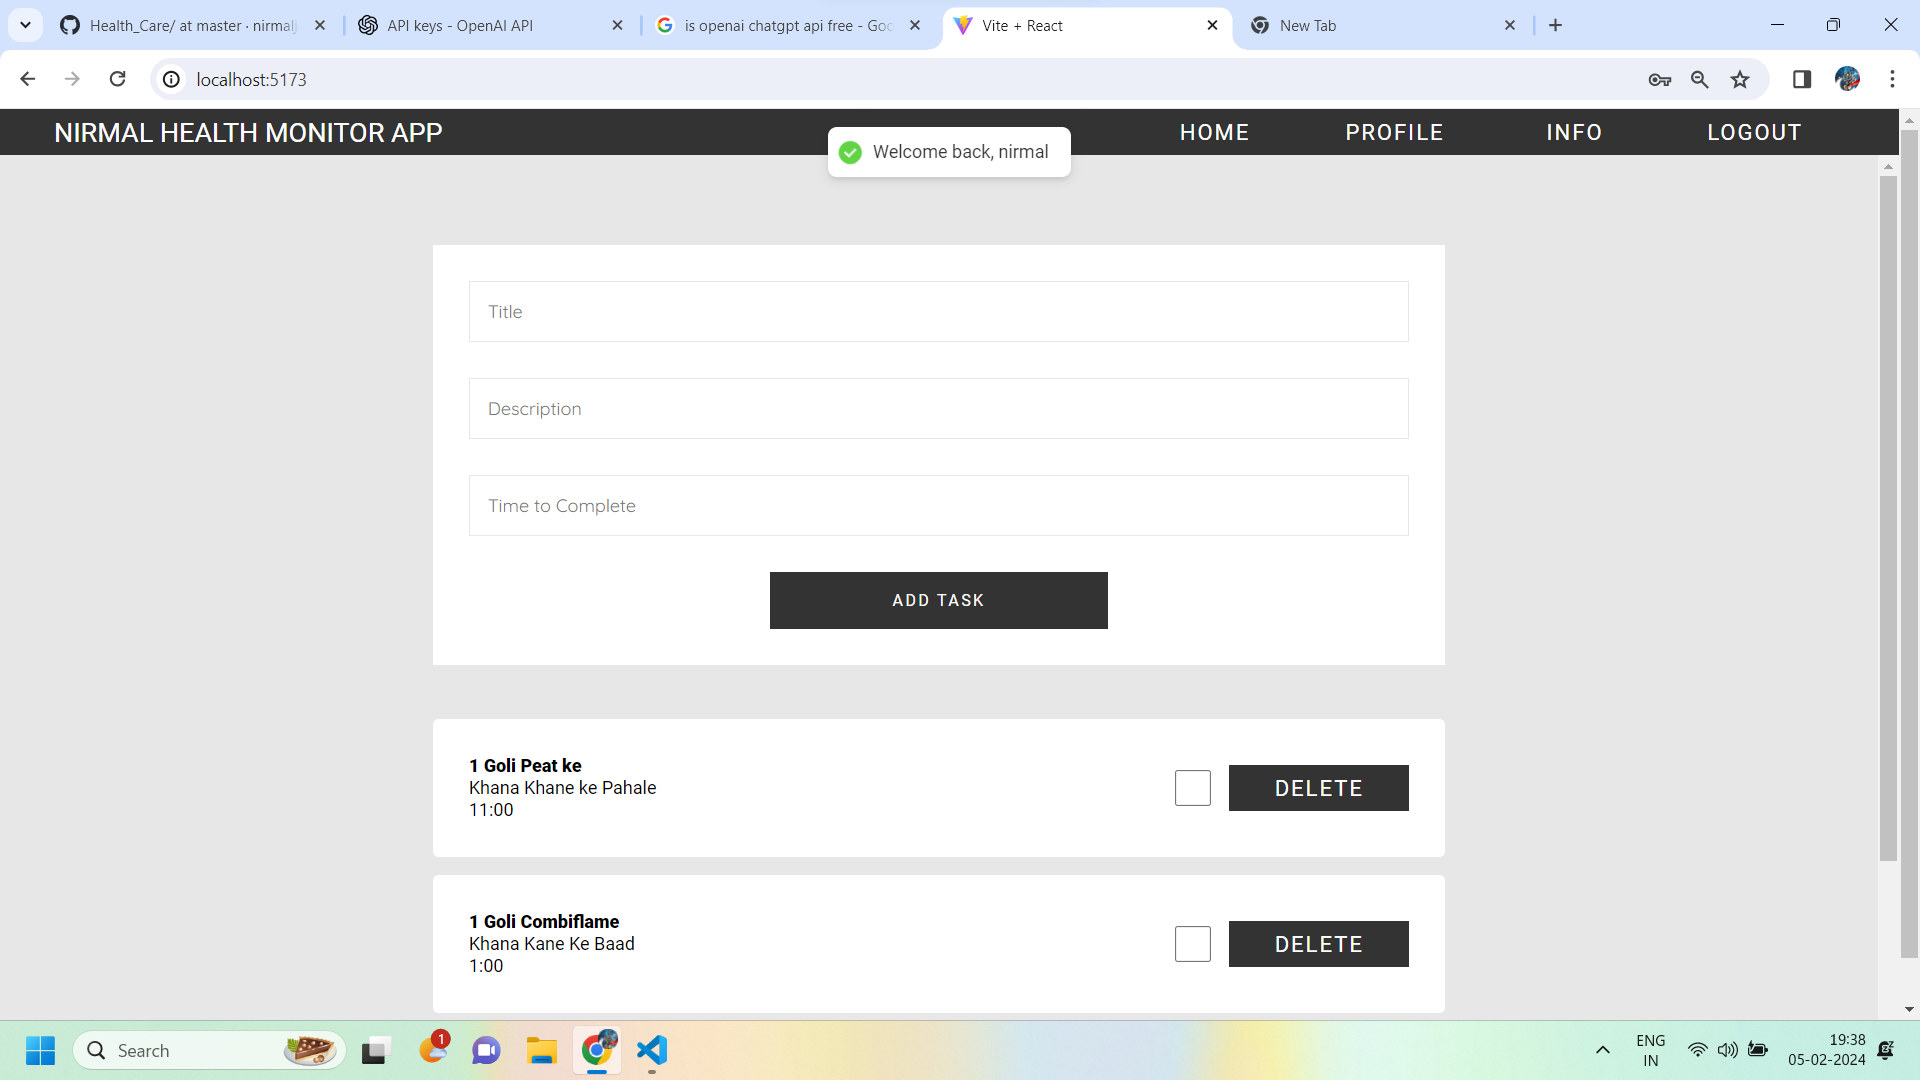 Health_Care/ at master · nirmalj
API keys - OpenAI API
is openai chatgpt api free - Goo
Vite + React
New Tab
localhost:5173
NIRMAL HEALTH MONITOR APP
HOME
PROFILE
INFO
LOGOUT
Welcome back, nirmal
Title
Description
Time to Complete
ADD TASK
1 Goli Peat ke
Khana Khane ke Pahale
11:00
DELETE
1 Goli Combiflame
Khana Kane Ke Baad
1:00
DELETE
Search
1
ENG
IN
19:38
05-02-2024